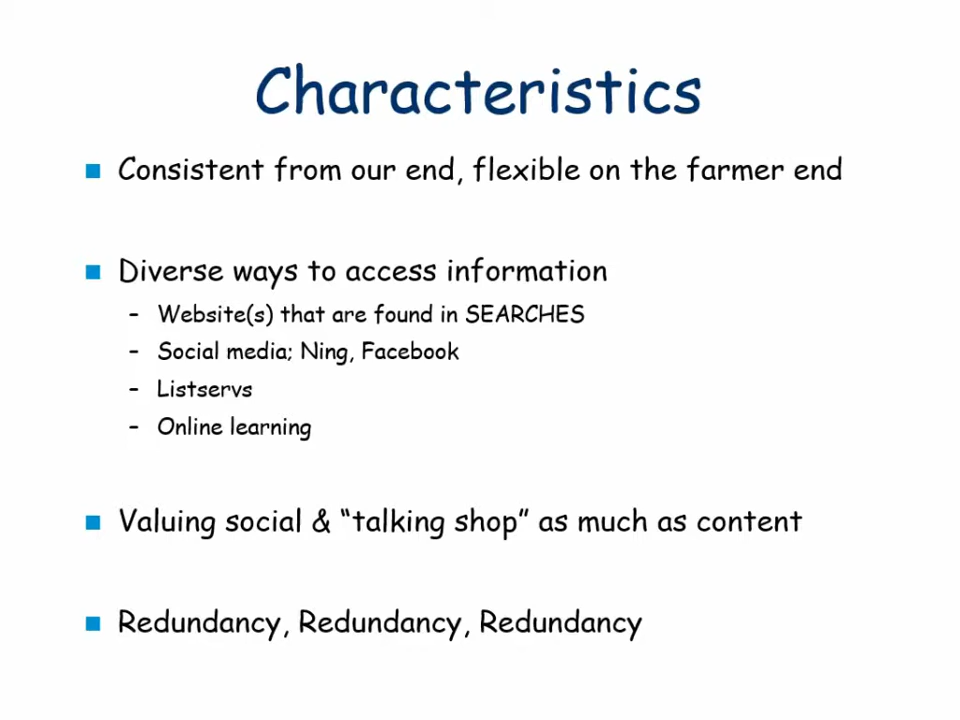 Characteristics
Consistent from our end, flexible on the farmer end
Diverse ways to access information
– Website(s) that are found in SEARCHES
– Social media; Ning, Facebook
– Listservs
– Online learning
Valuing social & “talking shop” as much as content
Redundancy, Redundancy, Redundancy